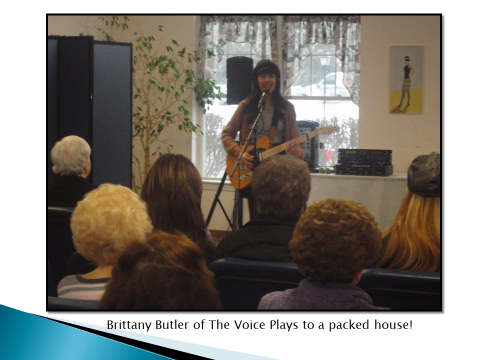 Brittany Butler of The Voice Plays to a packed house!